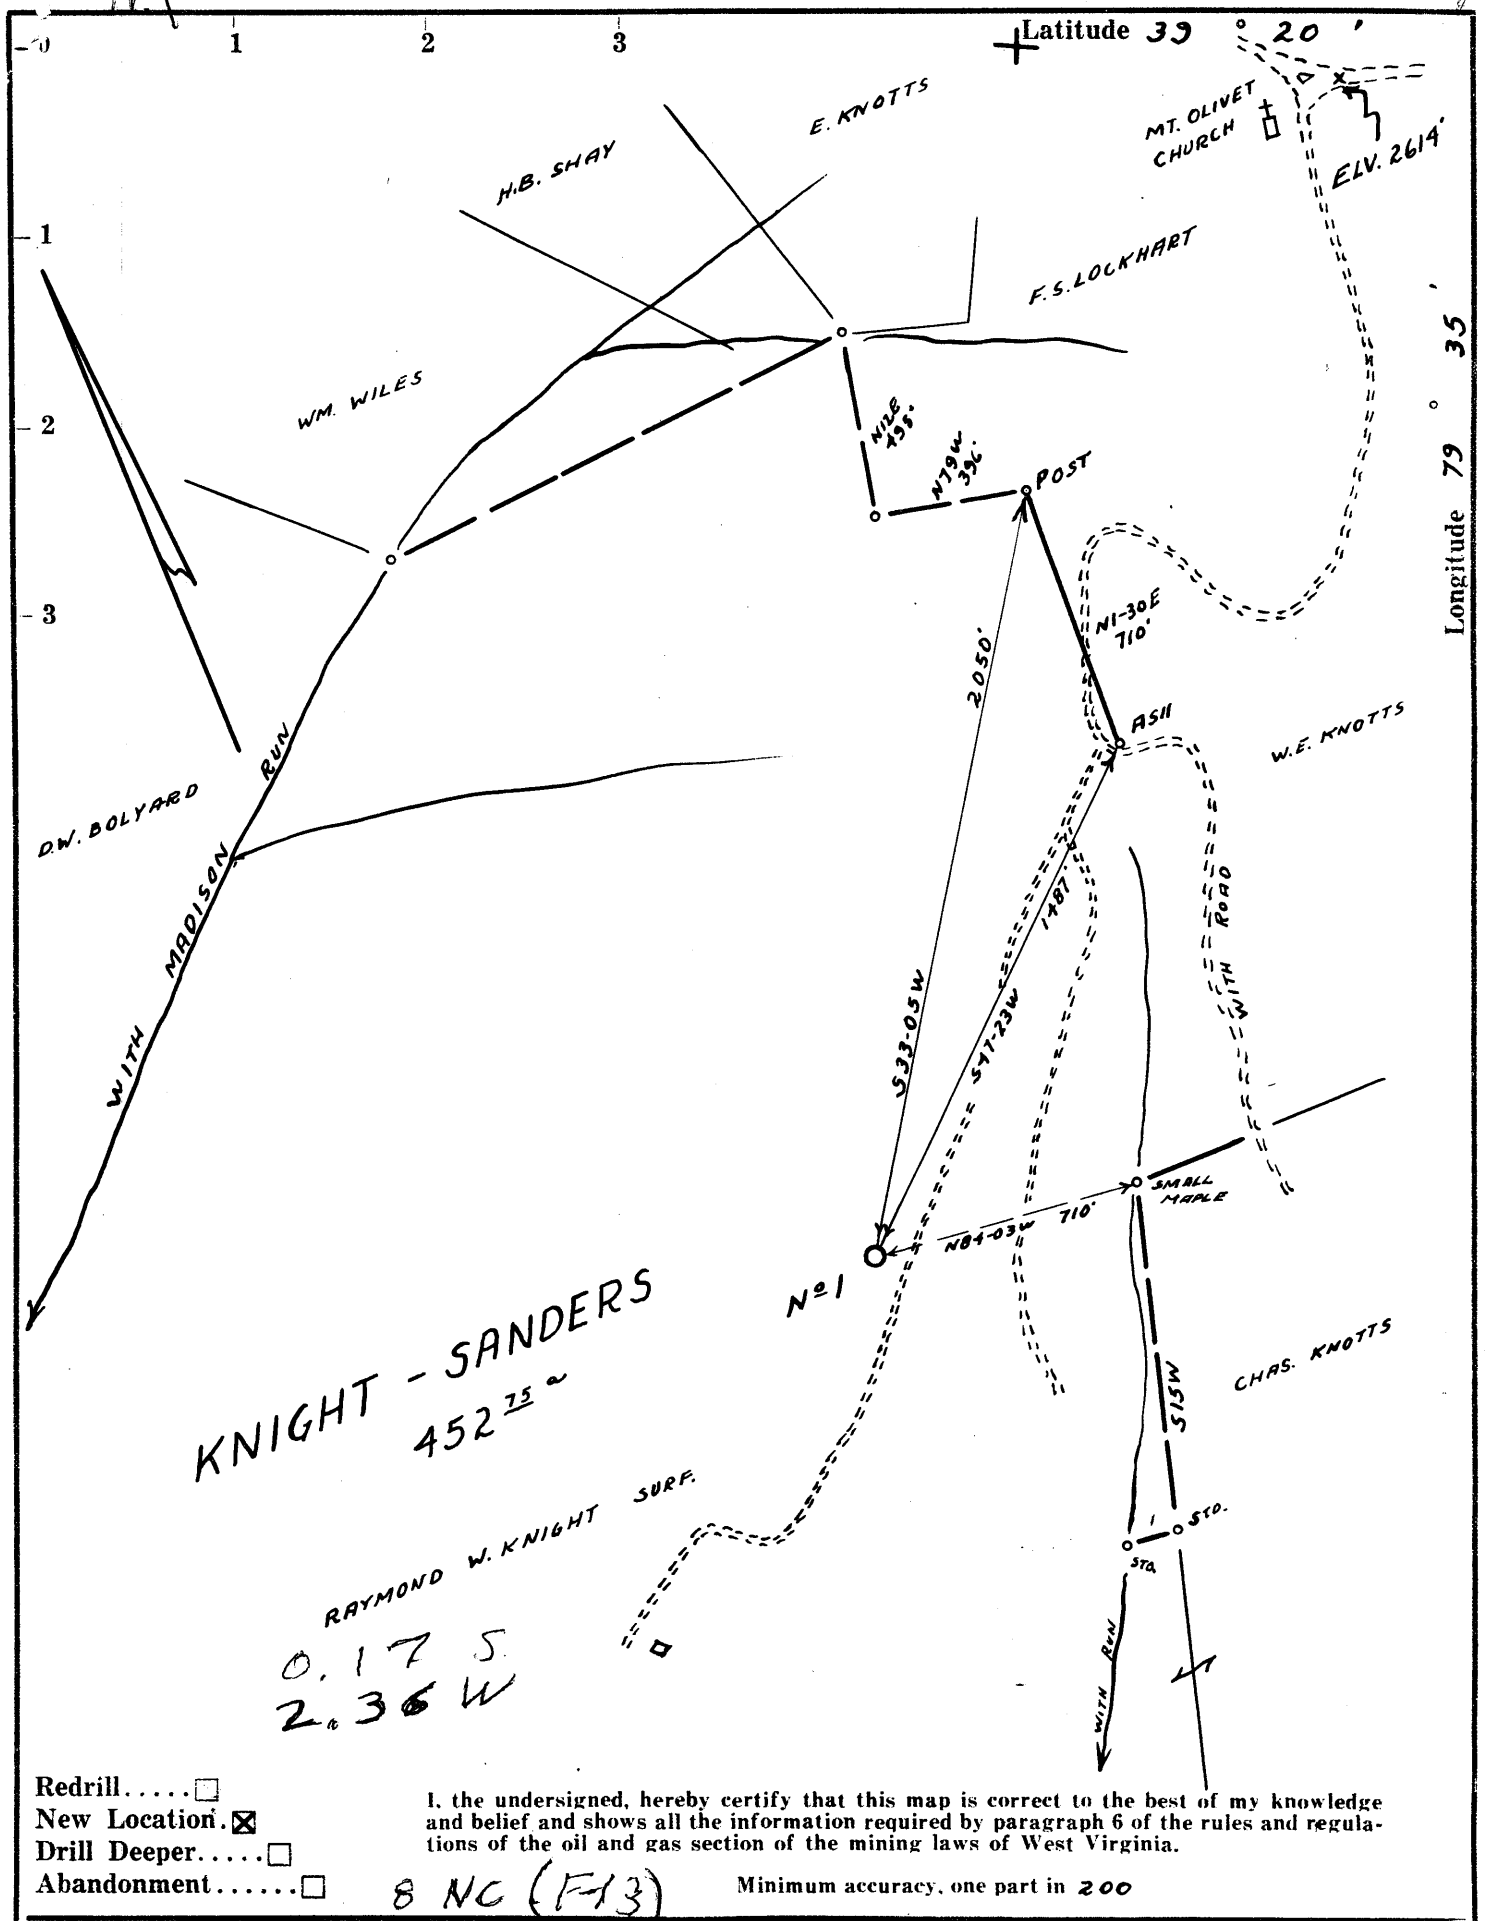 0 1 2 3 Latitude 39 ° 20 '
E. KNOTTS
H.B. SHAY
MT. OLIVET
CHURCH
ELV. 2614'
1
F.S. LOCKHART
Longitude 79 ° 35 '
WM. WILES
2
N12E
495'
N79W
396'
POST
3
N1-30E
710'
2050'
ASH
W.E. KNOTTS
D.W. BOLYARD
WITH MADISON RUN
1487'
WITH ROAD
S33-05W
S47-23W
SMALL
MAPLE
N84-03W 710'
No 1
KNIGHT - SANDERS
452 75 a
CHAS. KNOTTS
S15W
RAYMOND W. KNIGHT SURF.
STO.
STO.
0.17 S.
2.36 W
WITH RUN
Redrill.....☐
New Location.☒
Drill Deeper.....☐
Abandonment......☐
I, the undersigned, hereby certify that this map is correct to the best of my knowledge
and belief and shows all the information required by paragraph 6 of the rules and regula-
tions of the oil and gas section of the mining laws of West Virginia.
8 NC (F-13)
Minimum accuracy, one part in 200